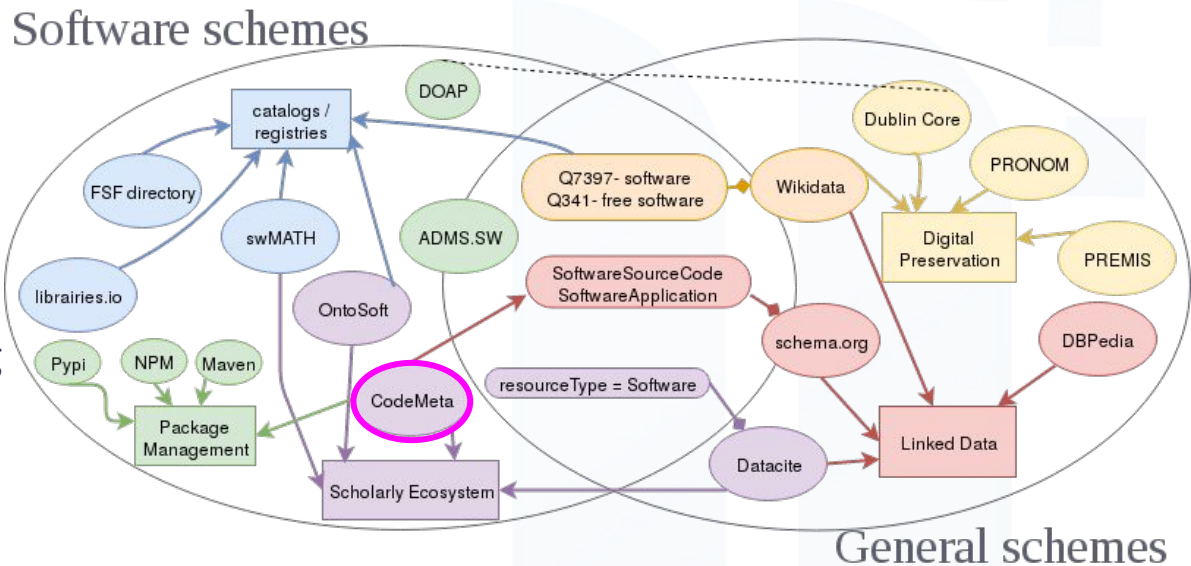 Software schemes
DOAP
catalogs /
registries
Dublin Core
PRONOM
FSF directory
Q7397- software
Q341- free software
Wikidata
swMATH
ADMS.SW
Digital
Preservation
PREMIS
librairies.io
OntoSoft
SoftwareSourceCode
SoftwareApplication
schema.org
DBPedia
Pypi
NPM
Maven
CodeMeta
resourceType = Software
Package
Management
Linked Data
Datacite
Scholarly Ecosystem
General schemes